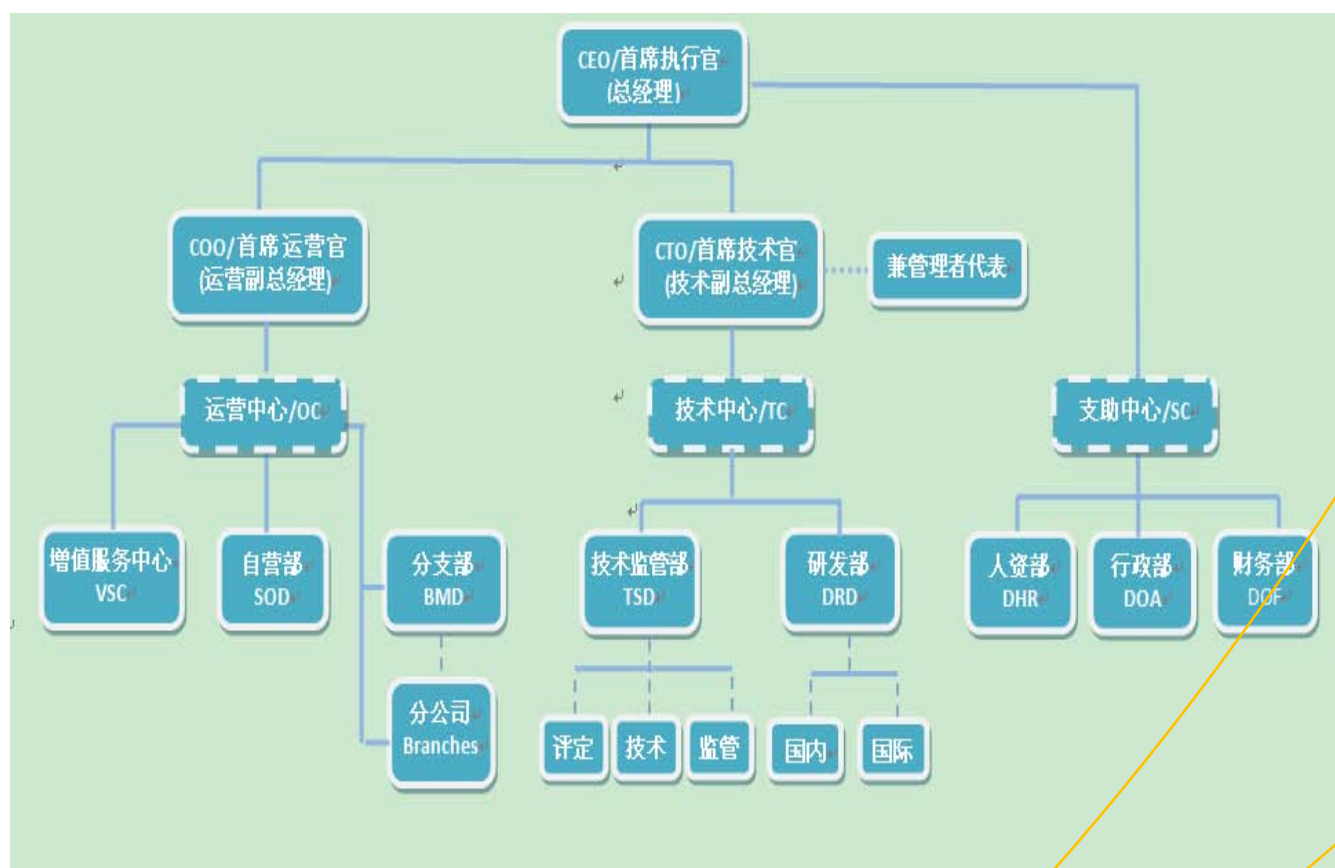 CEO/首席执行官
(总经理)
COO/首席运营官
(运营副总经理)
CTO/首席技术官
(技术副总经理)
兼管理者代表
运营中心/OC
技术中心/TC
支助中心/SC
增值服务中心
VSC
自营部
SOD
分支部
BMD
技术监管部
TSD
研发部
DRD
人资部
DHR
行政部
DOA
财务部
DOF
分公司
Branches
评定
技术
监管
国内
国际